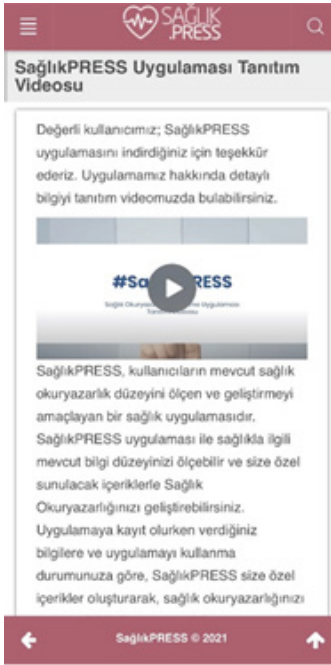 SAĞLIK
.PRESS
SağlıkPRESS Uygulaması Tanıtım
Videosu
Değerli kullanıcımız; SağlıkPRESS
uygulamasını indirdiğiniz için teşekkür
ederiz. Uygulamamız hakkında detaylı
bilgiyi tanıtım videomuzda bulabilirsiniz.
#Sa RESS
Sağlık Uygulaması
SağlıkPRESS, kullanıcıların mevcut sağlık
okuryazarlık düzeyini ölçen ve geliştirmeyi
amaçlayan bir sağlık uygulamasıdır.
SağlıkPRESS uygulaması ile sağlıkla ilgili
mevcut bilgi düzeyinizi ölçebilir ve size özel
sunulacak içeriklerle Sağlık
Okuryazarlığınızı geliştirebilirsiniz.
Uygulamaya kayıt olurken verdiğiniz
bilgilere ve uygulamayı kullanma
durumunuza göre, SağlıkPRESS size özel
içerikler oluşturarak, sağlık okuryazarlığınızı
SağlıkPRESS © 2021